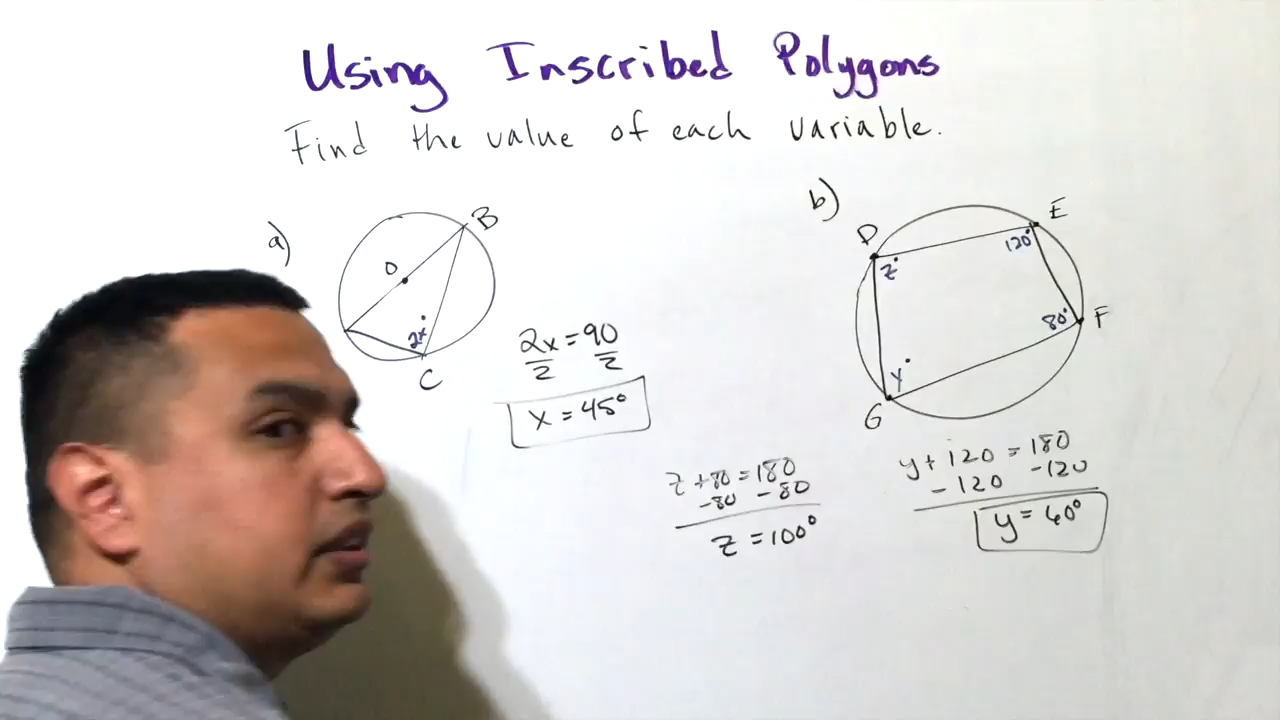 Using Inscribed Polygons
Find the value of each variable.
a)
B
O
2x°
C
2x = 90
2 2
x = 45°
b)
D
E
120°
z°
80°
F
y°
G
z + 80 = 180
-80 -80
z = 100°
y + 120 = 180
-120 -120
y = 60°